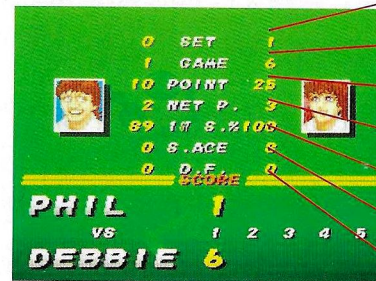 0 SET 1
1 GAME 6
10 POINT 25
2 NET P. 3
89 1st S.% 100
0 S.ACE 8
0 D.F. 0
SCORE
PHIL 1
VS 1 2 3 4 5
DEBBIE 6